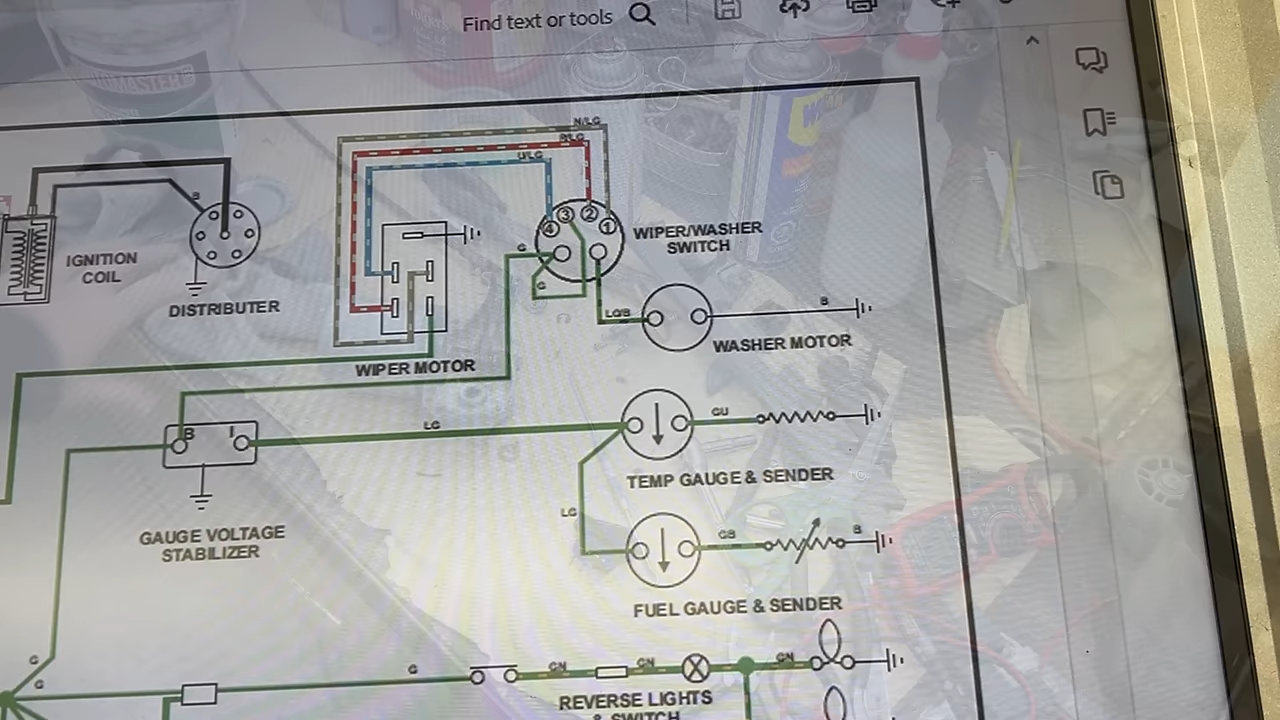 Find text or tools
N/LG
R/LG
U/LG
B
4
3
2
1
IGNITION
COIL
DISTRIBUTER
WIPER/WASHER
SWITCH
G
G
LG/B
B
WASHER MOTOR
WIPER MOTOR
B
I
LG
GU
TEMP GAUGE & SENDER
GAUGE VOLTAGE
STABILIZER
LG
GB
B
FUEL GAUGE & SENDER
G
G
G
GN
GN
GN
REVERSE LIGHTS
& SWITCH